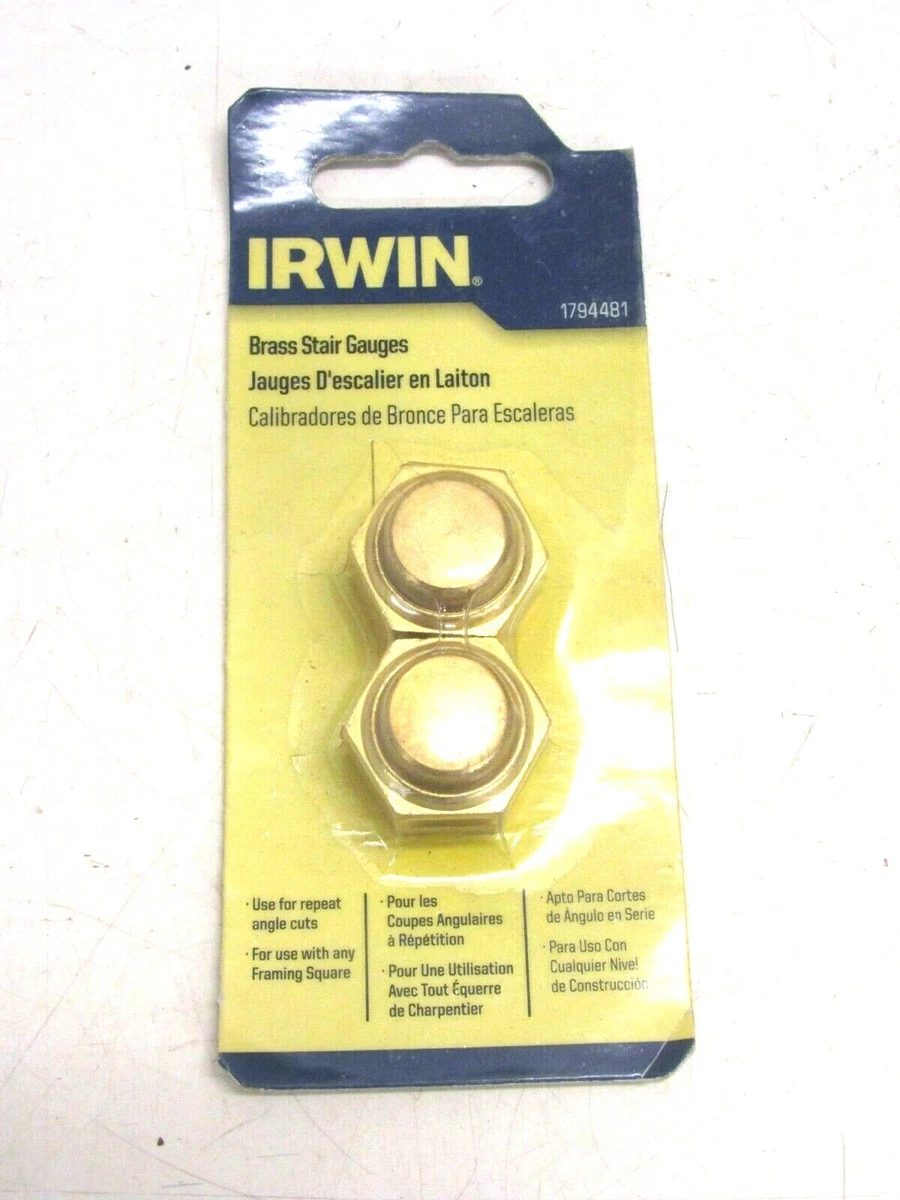 IRWIN®
1794481
Brass Stair Gauges
Jauges D'escalier en Laiton
Calibradores de Bronce Para Escaleras
· Use for repeat
angle cuts
· For use with any
Framing Square
· Pour les
Coupes Angulaires
à Répétition
· Pour Une Utilisation
Avec Tout Équerre
de Charpentier
· Apto Para Cortes
de Ángulo en Serie
· Para Uso Con
Cualquier Nivel
de Construcción